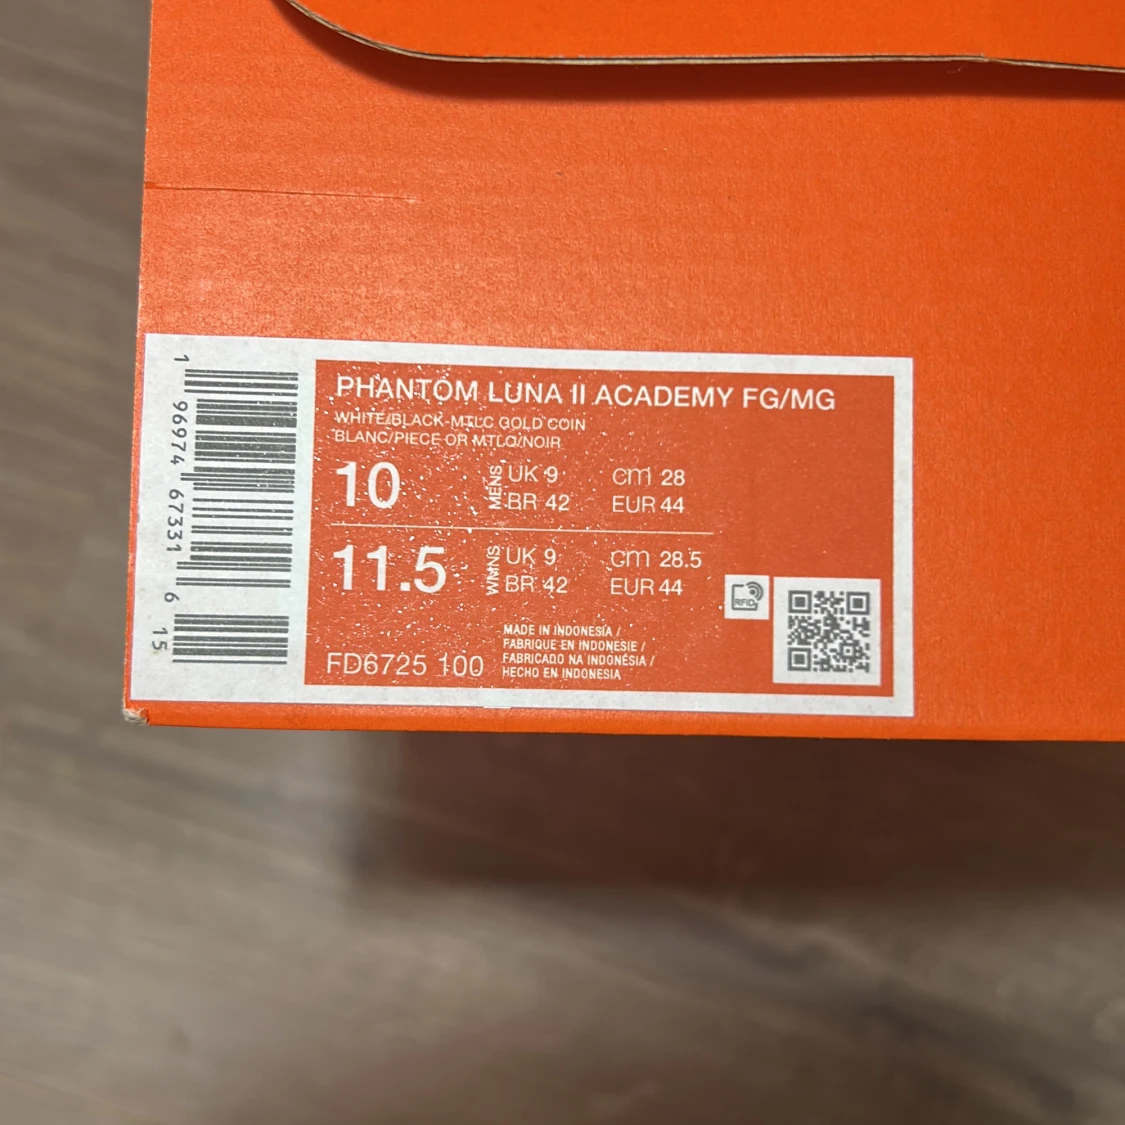 PHANTOM LUNA II ACADEMY FG/MG
WHITE/BLACK-MTLC GOLD COIN
BLANC/PIECE OR MTLQ/NOIR
10
MENS
UK 9
cm 28
BR 42
EUR 44
11.5
WMNS
UK 9
cm 28.5
BR 42
EUR 44
RFID
FD6725 100
MADE IN INDONESIA /
FABRIQUE EN INDONESIE /
FABRICADO NA INDONÉSIA /
HECHO EN INDONESIA
1 96974 67331 6 15